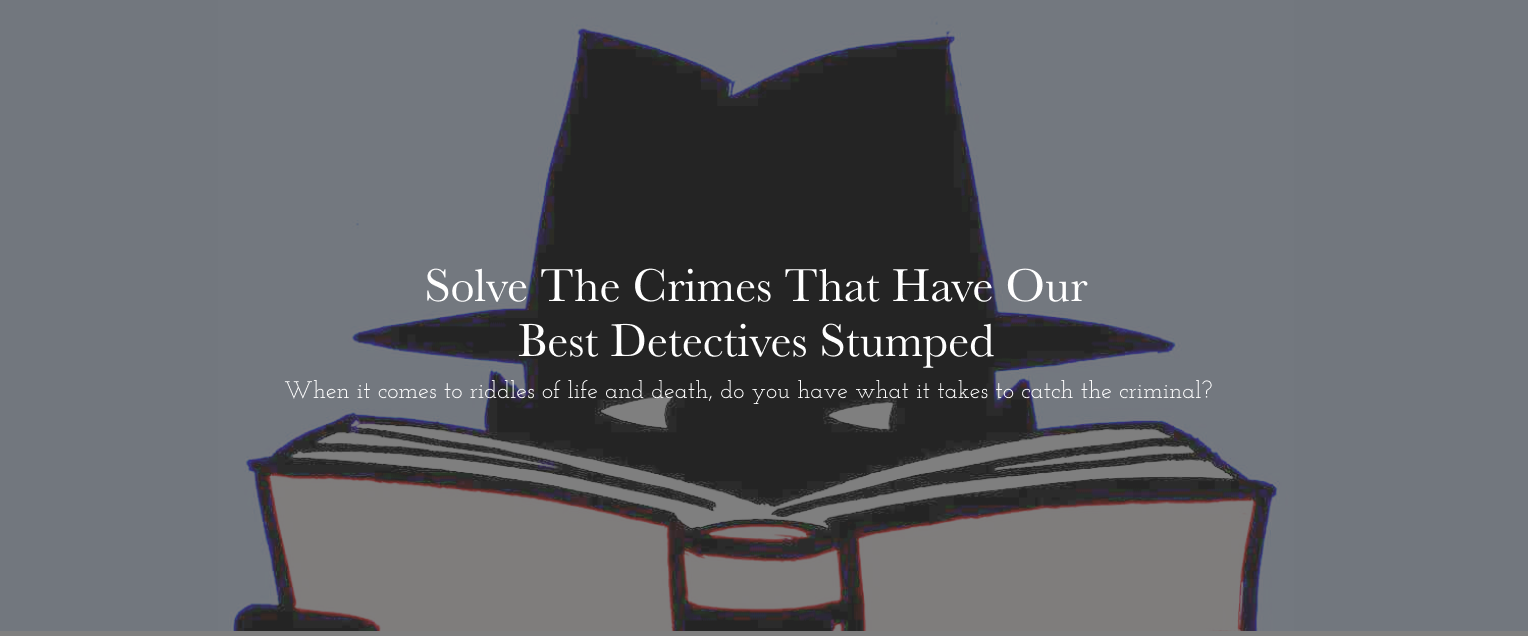 Solve The Crimes That Have Our
Best Detectives Stumped
When it comes to riddles of life and death, do you have what it takes to catch the criminal?